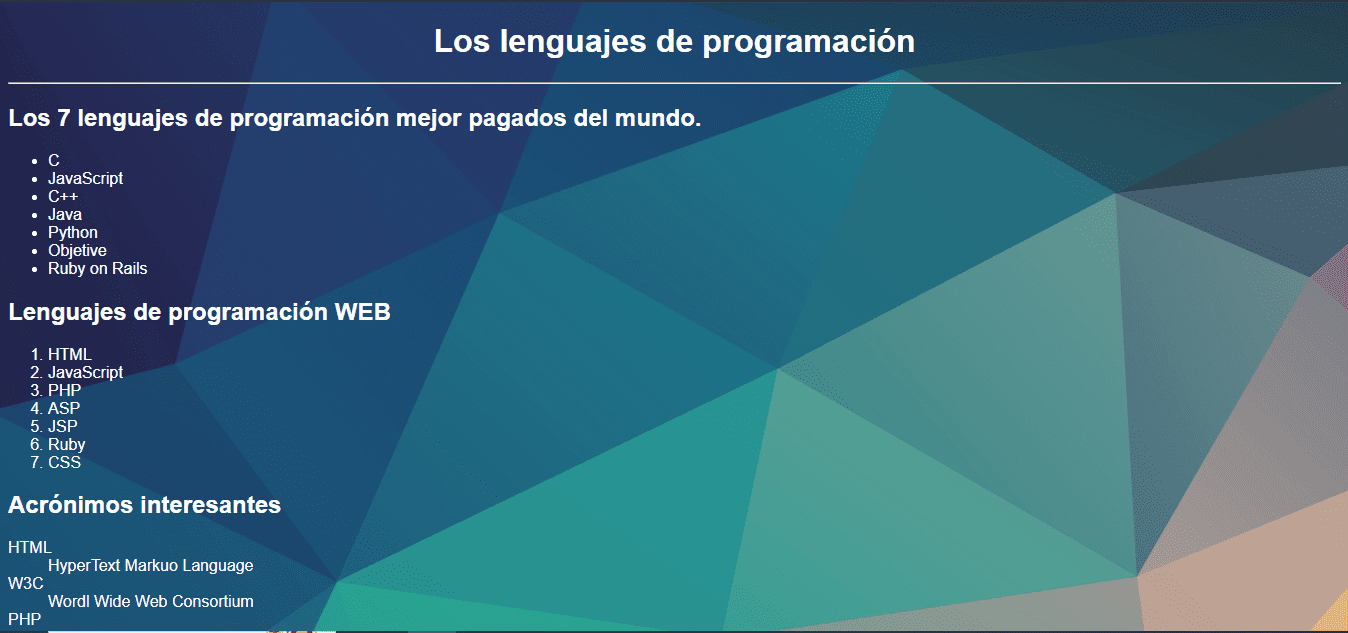 Los lenguajes de programación
Los 7 lenguajes de programación mejor pagados del mundo.
C
JavaScript
C++
Java
Python
Objetive
Ruby on Rails
Lenguajes de programación WEB
1. HTML
2. JavaScript
3. PHP
4. ASP
5. JSP
6. Ruby
7. CSS
Acrónimos interesantes
HTML
HyperText Markuo Language
W3C
Wordl Wide Web Consortium
PHP